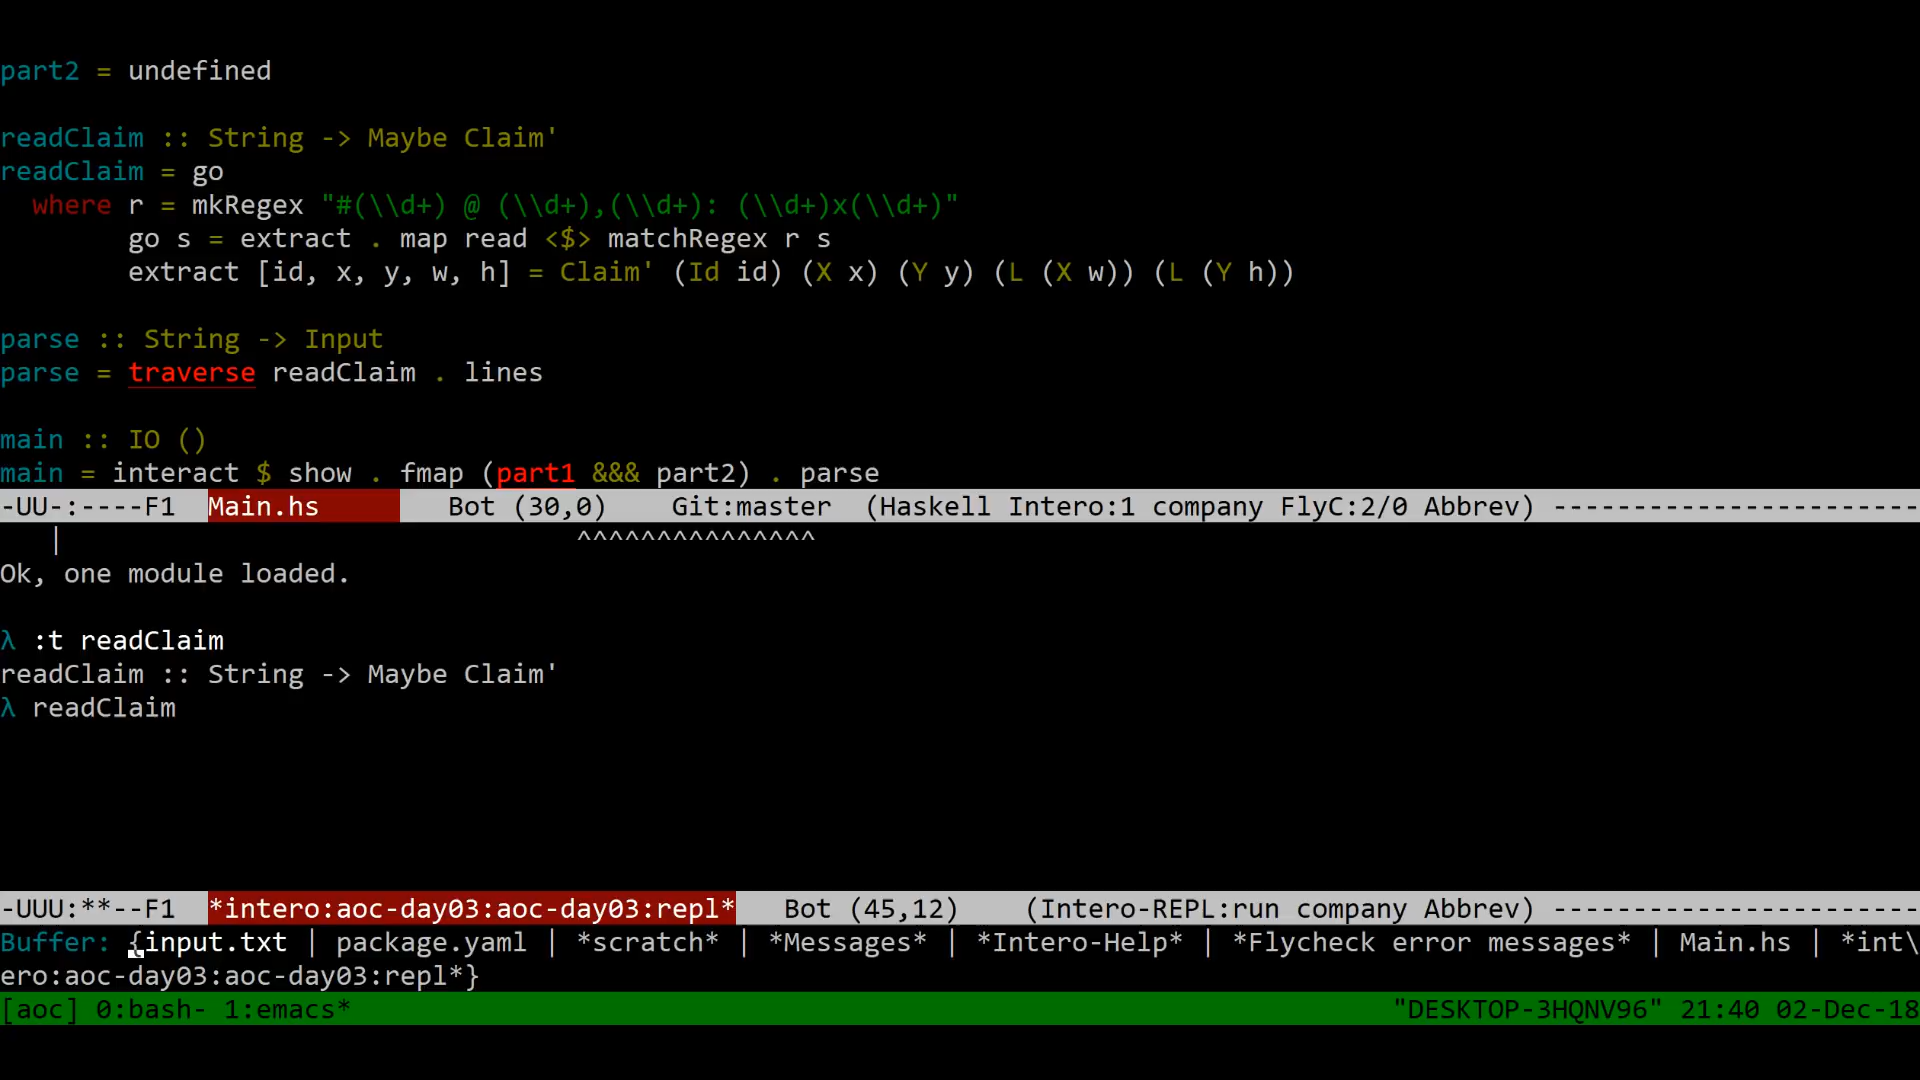 part2 = undefined
readClaim :: String -> Maybe Claim'
readClaim = go
  where r = mkRegex "#(\\d+) @ (\\d+),(\\d+): (\\d+)x(\\d+)"
        go s = extract . map read <$> matchRegex r s
        extract [id, x, y, w, h] = Claim' (Id id) (X x) (Y y) (L (X w)) (L (Y h))
parse :: String -> Input
parse = traverse readClaim . lines
main :: IO ()
main = interact $ show . fmap (part1 &&& part2) . parse
-UU-:----F1  Main.hs        Bot (30,0)    Git:master  (Haskell Intero:1 company FlyC:2/0 Abbrev) -----------------------
   |                                ^^^^^^^^^^^^^^^
Ok, one module loaded.
λ :t readClaim
readClaim :: String -> Maybe Claim'
λ readClaim
-UUU:**--F1  *intero:aoc-day03:aoc-day03:repl*   Bot (45,12)    (Intero-REPL:run company Abbrev) -----------------------
Buffer: {input.txt | package.yaml | *scratch* | *Messages* | *Intero-Help* | *Flycheck error messages* | Main.hs | *int\
ero:aoc-day03:aoc-day03:repl*}
[aoc] 0:bash- 1:emacs* "DESKTOP-3HQNV96" 21:40 02-Dec-18